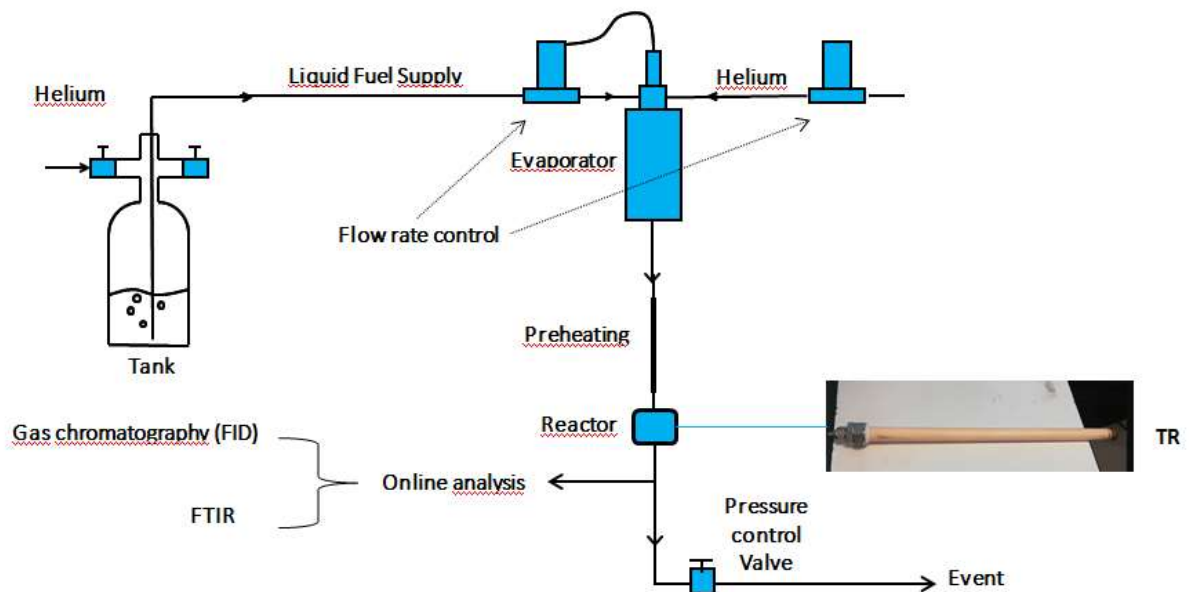 Liquid Fuel Supply
Helium
Helium
Evaporator
Flow rate control
Preheating
Tank
Reactor
TR
Gas chromatography (FID)
Online analysis
FTIR
Pressure
control
Valve
Event